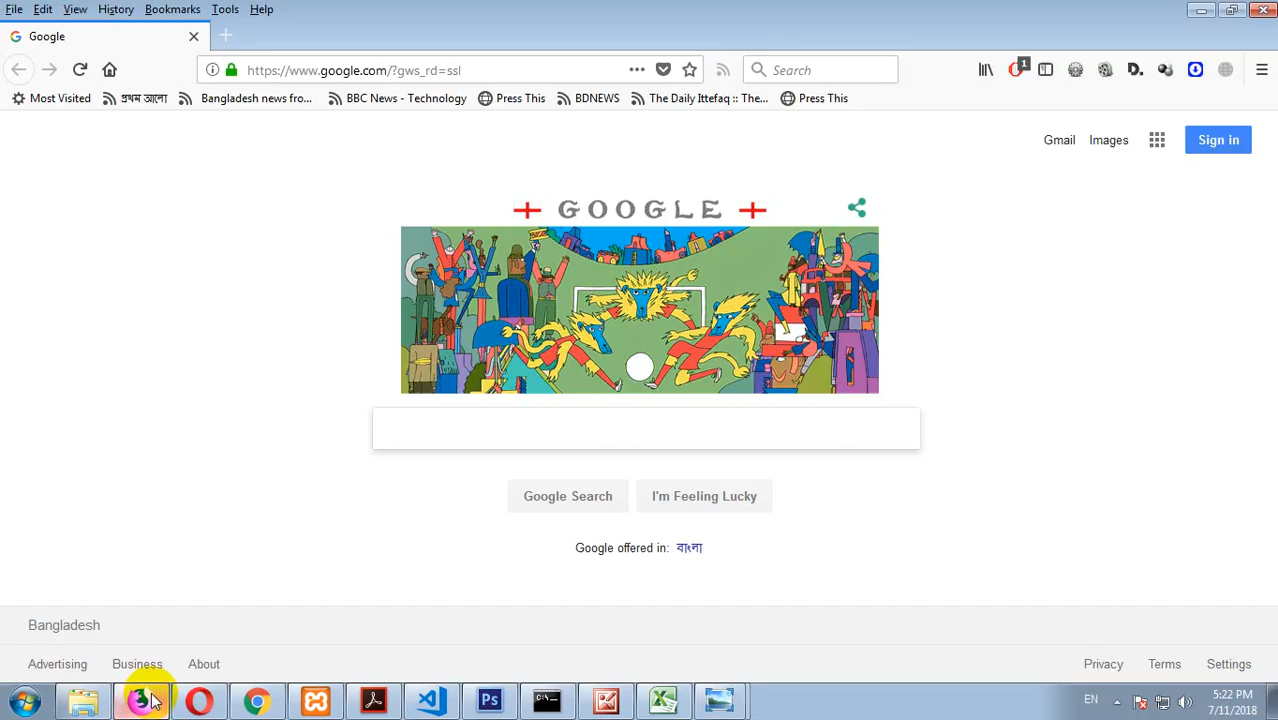 File Edit View History Bookmarks Tools Help
Google
https://www.google.com/?gws_rd=ssl
Search
1
Most Visited প্রথম আলো Bangladesh news fro... BBC News - Technology Press This BDNEWS The Daily Ittefaq :: The... Press This
Gmail Images Sign in
GOOGLE
Google Search I'm Feeling Lucky
Google offered in: বাংলা
Bangladesh
Advertising Business About Privacy Terms Settings
Ps
EN 5:22 PM
7/11/2018